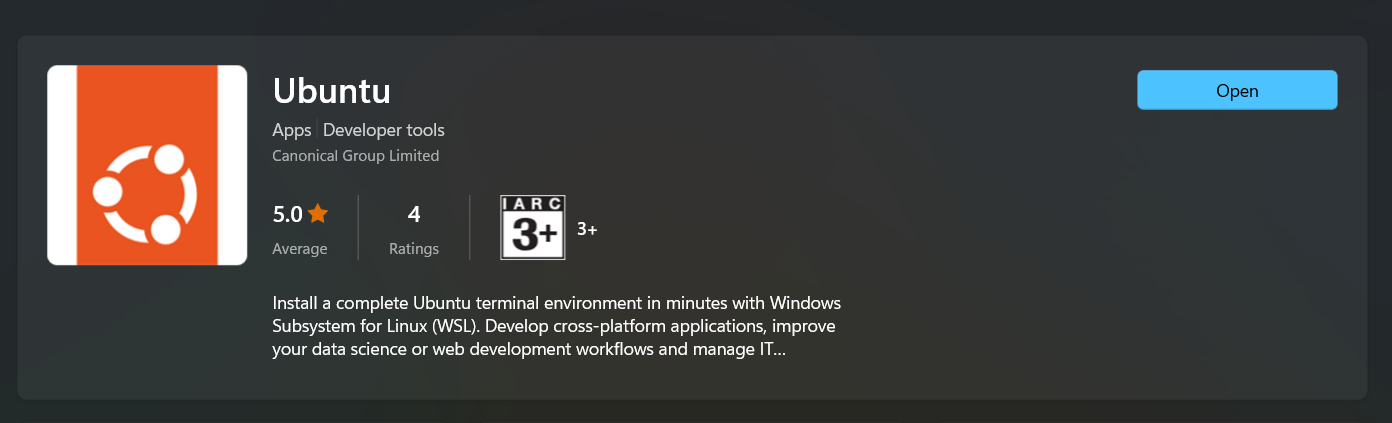 Ubuntu
Open
Apps Developer tools
Canonical Group Limited
5.0 4 IARC 3+ 3+
Average Ratings
Install a complete Ubuntu terminal environment in minutes with Windows
Subsystem for Linux (WSL). Develop cross-platform applications, improve
your data science or web development workflows and manage IT...